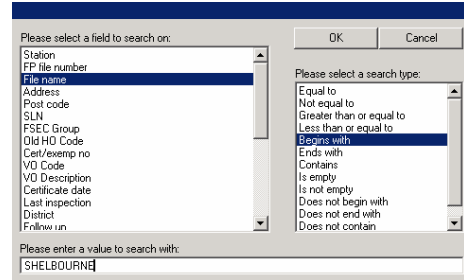 Please select a field to search on:
OK
Cancel
Station
FP file number
File name
Address
Post code
SLN
FSEC Group
Old HO Code
Cert/exemp no
VO Code
VO Description
Certificate date
Last inspection
District
Follow up
Please select a search type:
Equal to
Not equal to
Greater than or equal to
Less than or equal to
Begins with
Ends with
Contains
Is empty
Is not empty
Does not begin with
Does not end with
Does not contain
Please enter a value to search with:
SHELBOURNE